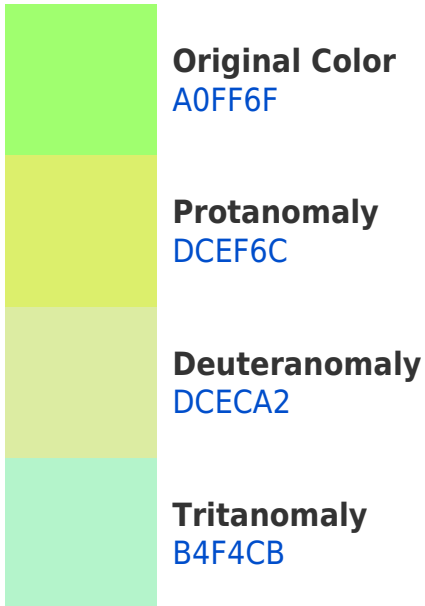 Original Color
A0FF6F
Protanomaly
DCEF6C
Deuteranomaly
DCECA2
Tritanomaly
B4F4CB